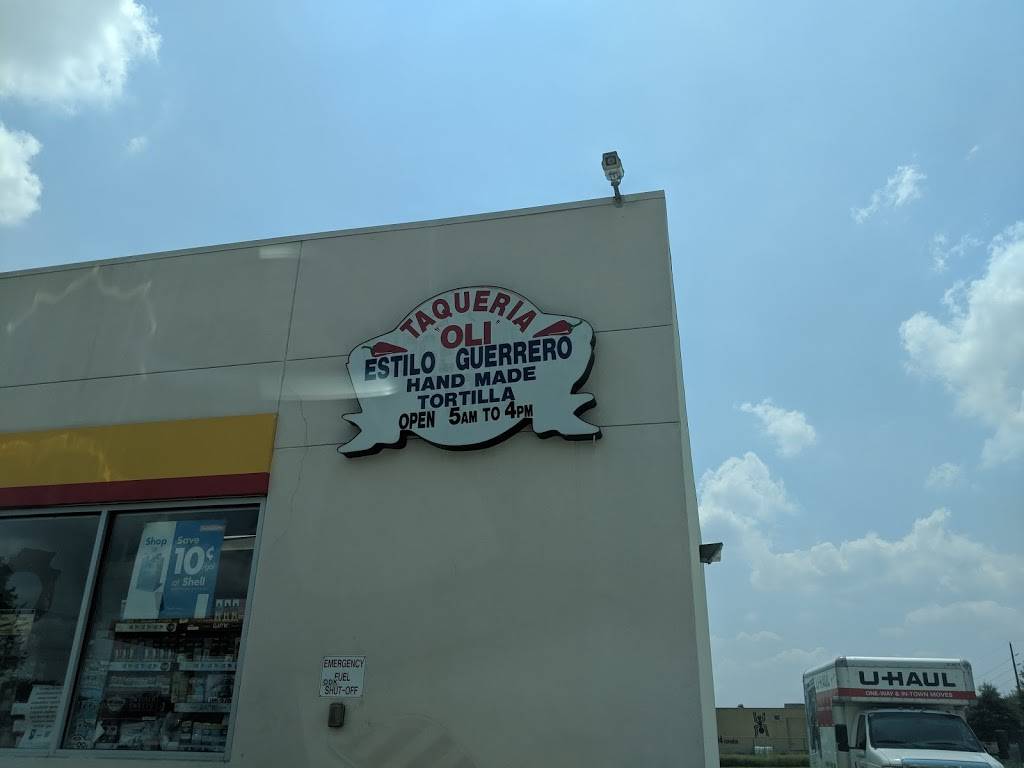 TAQUERIA
"OLI"
ESTILO GUERRERO
HAND MADE
TORTILLA
OPEN 5AM TO 4PM
Shop
Save
10¢
at Shell
EMERGENCY
FUEL
SHUT-OFF
U-HAUL
ONE-WAY & IN-TOWN MOVES